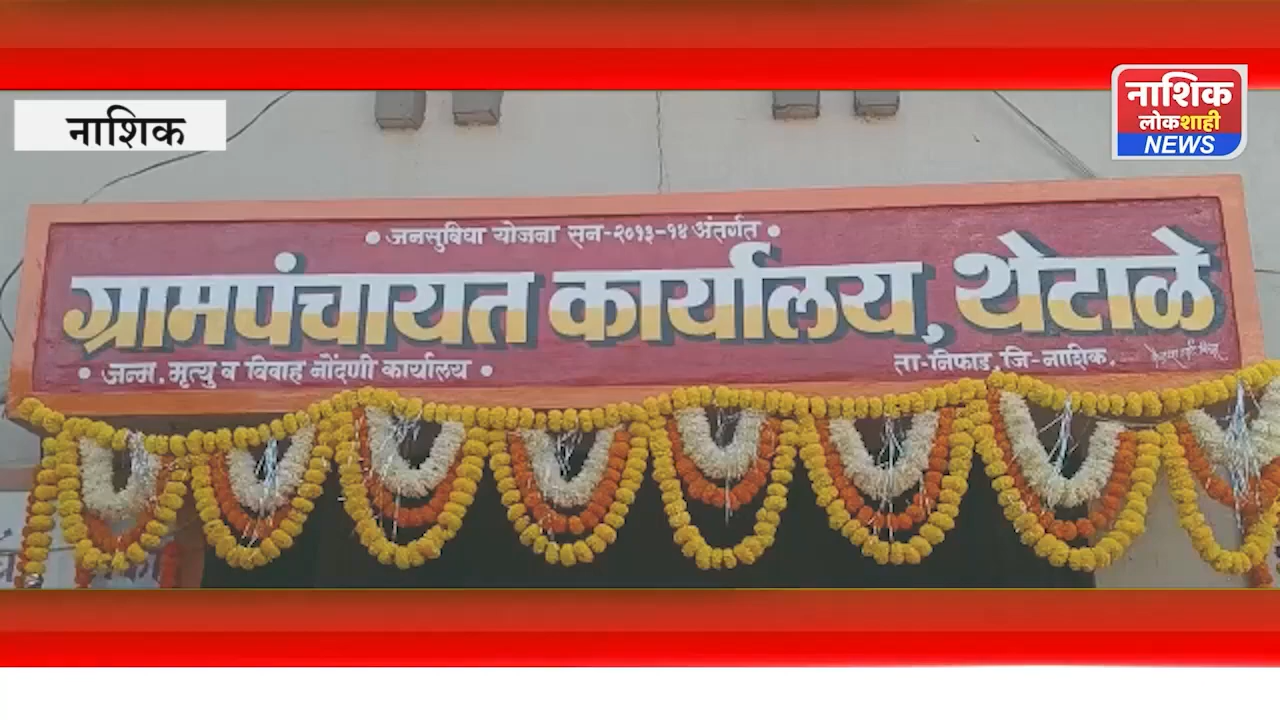 नाशिक
नाशिक
लोकशाही
NEWS
• जनसुविधा योजना सन-२०१३-१४ अंतर्गत •
ग्रामपंचायत कार्यालय, थेटाळे
• जन्म. मृत्यु व विवाह नोंदणी कार्यालय •
ता-निफाड. जि-नाशिक.